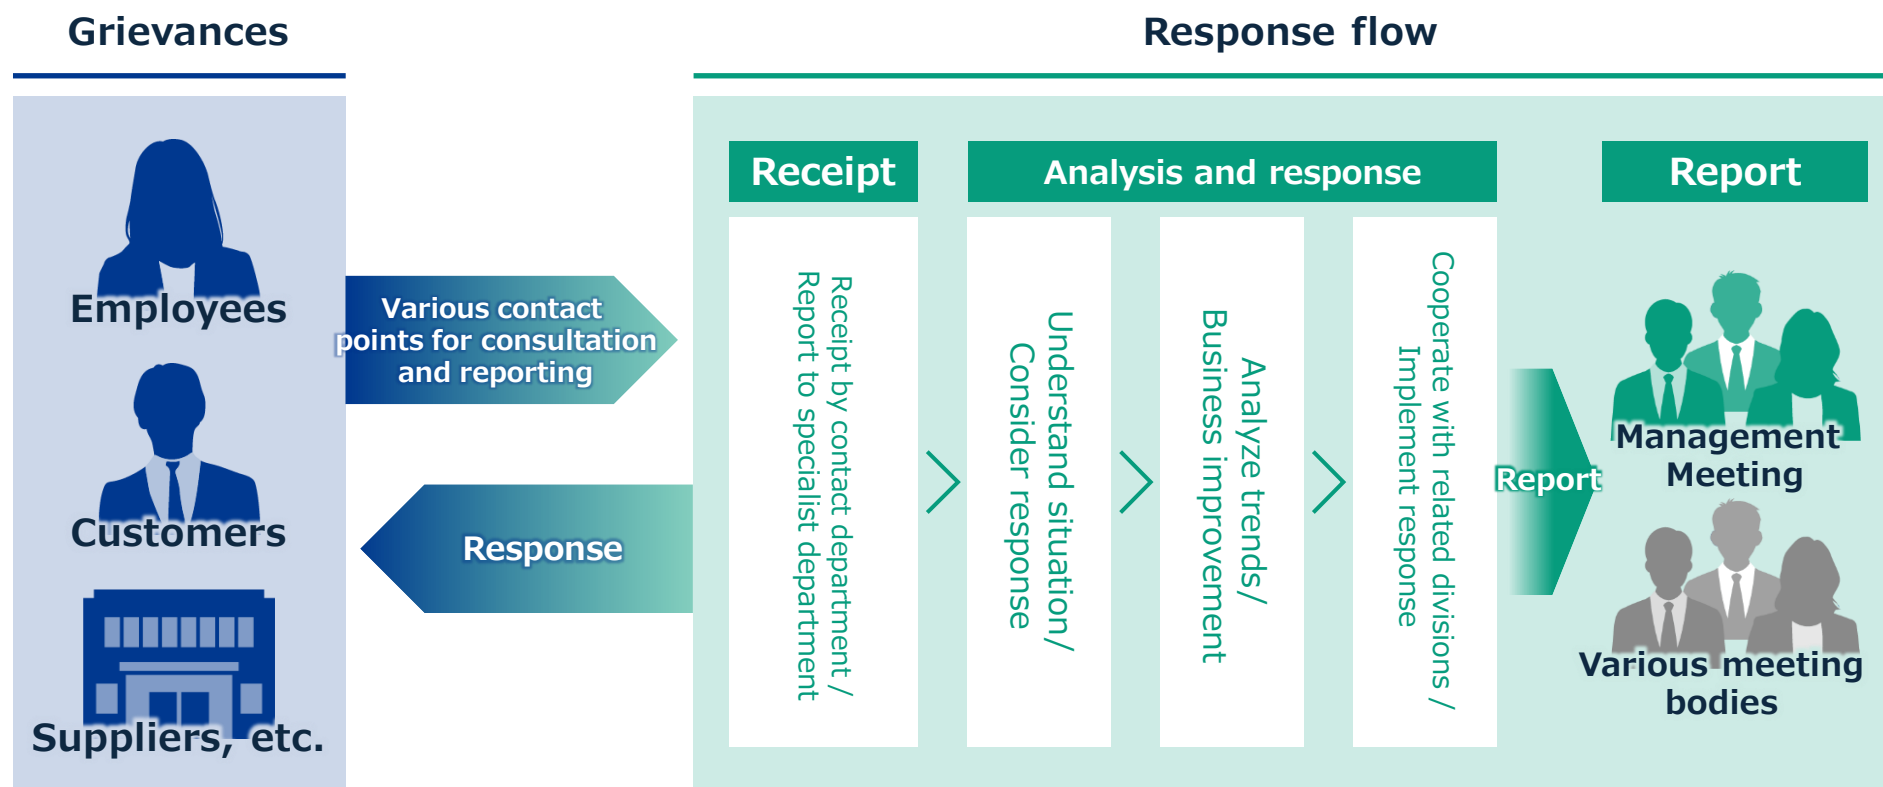 Grievances
Response flow
Employees
Customers
Suppliers, etc.
Various contact
points for consultation
and reporting
Response
Receipt
Receipt by contact department /
Report to specialist department
Analysis and response
Understand situation/
Consider response
Analyze trends/
Business improvement
Cooperate with related divisions /
Implement response
Report
Report
Management
Meeting
Various meeting
bodies